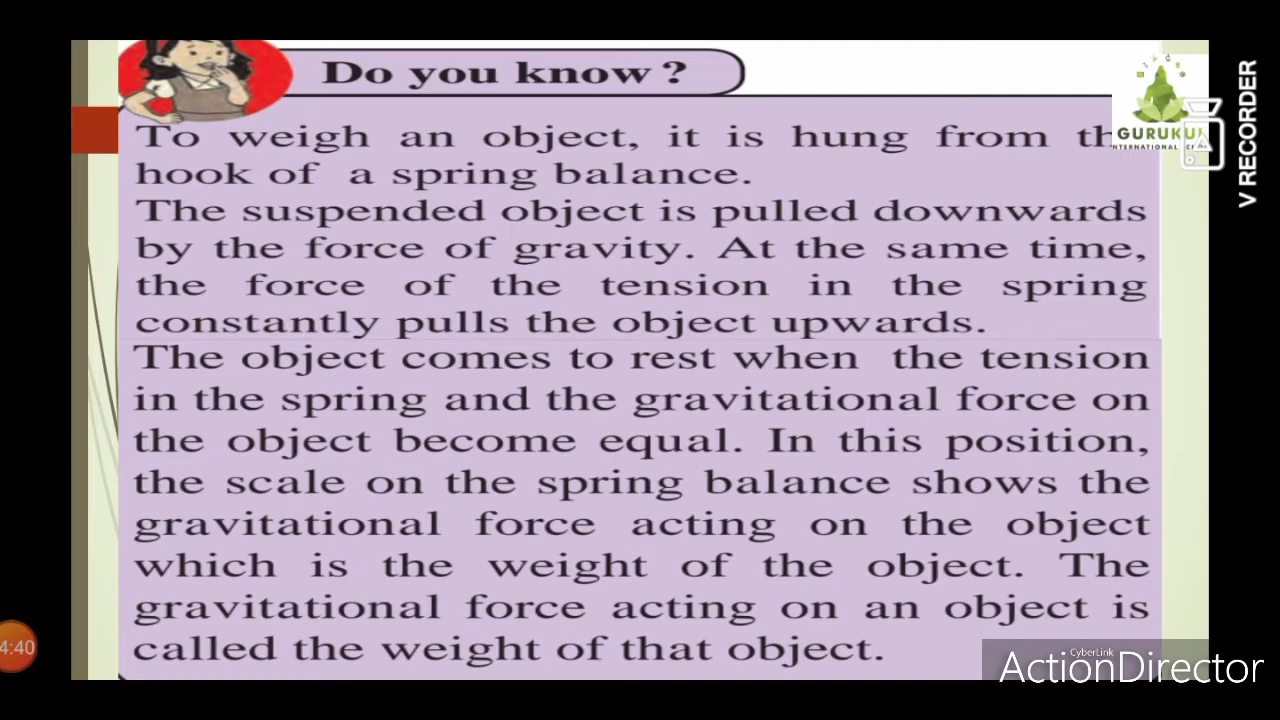 Do you know?
To weigh an object, it is hung from th
hook of a spring balance.
The suspended object is pulled downwards
by the force of gravity. At the same time,
the force of the tension in the spring
constantly pulls the object upwards.
The object comes to rest when the tension
in the spring and the gravitational force on
the object become equal. In this position,
the scale on the spring balance shows the
gravitational force acting on the object
which is the weight of the object. The
gravitational force acting on an object is
called the weight of that object.
GURUKUL
V RECORDER
4:40
CyberLink
ActionDirector